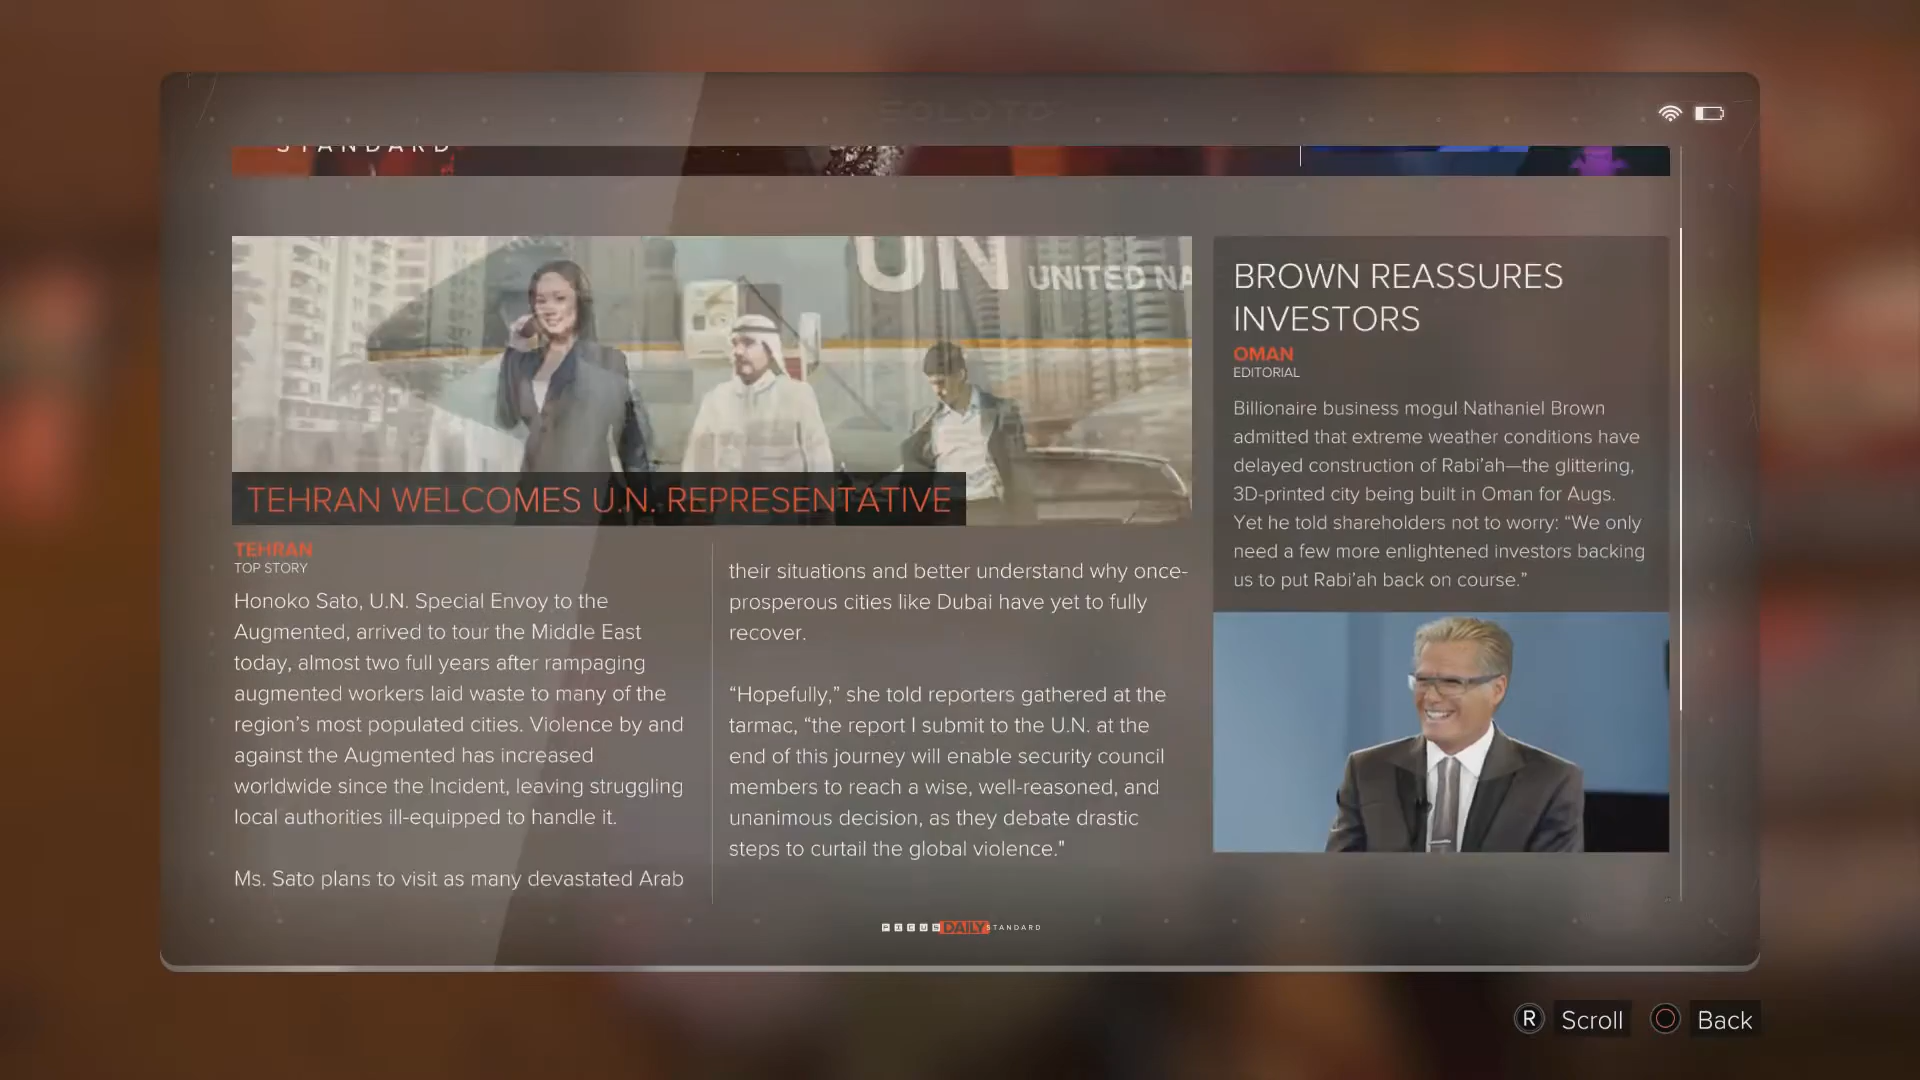 SOLOTO
STANDARD
UN UNITED NA
TEHRAN WELCOMES U.N. REPRESENTATIVE
TEHRAN
TOP STORY
Honoko Sato, U.N. Special Envoy to the
Augmented, arrived to tour the Middle East
today, almost two full years after rampaging
augmented workers laid waste to many of the
region's most populated cities. Violence by and
against the Augmented has increased
worldwide since the Incident, leaving struggling
local authorities ill-equipped to handle it.
Ms. Sato plans to visit as many devastated Arab
their situations and better understand why once-
prosperous cities like Dubai have yet to fully
recover.
“Hopefully,” she told reporters gathered at the
tarmac, “the report I submit to the U.N. at the
end of this journey will enable security council
members to reach a wise, well-reasoned, and
unanimous decision, as they debate drastic
steps to curtail the global violence."
BROWN REASSURES
INVESTORS
OMAN
EDITORIAL
Billionaire business mogul Nathaniel Brown
admitted that extreme weather conditions have
delayed construction of Rabi'ah—the glittering,
3D-printed city being built in Oman for Augs.
Yet he told shareholders not to worry: “We only
need a few more enlightened investors backing
us to put Rabi'ah back on course.”
PICUS DAILY STANDARD
R Scroll Back